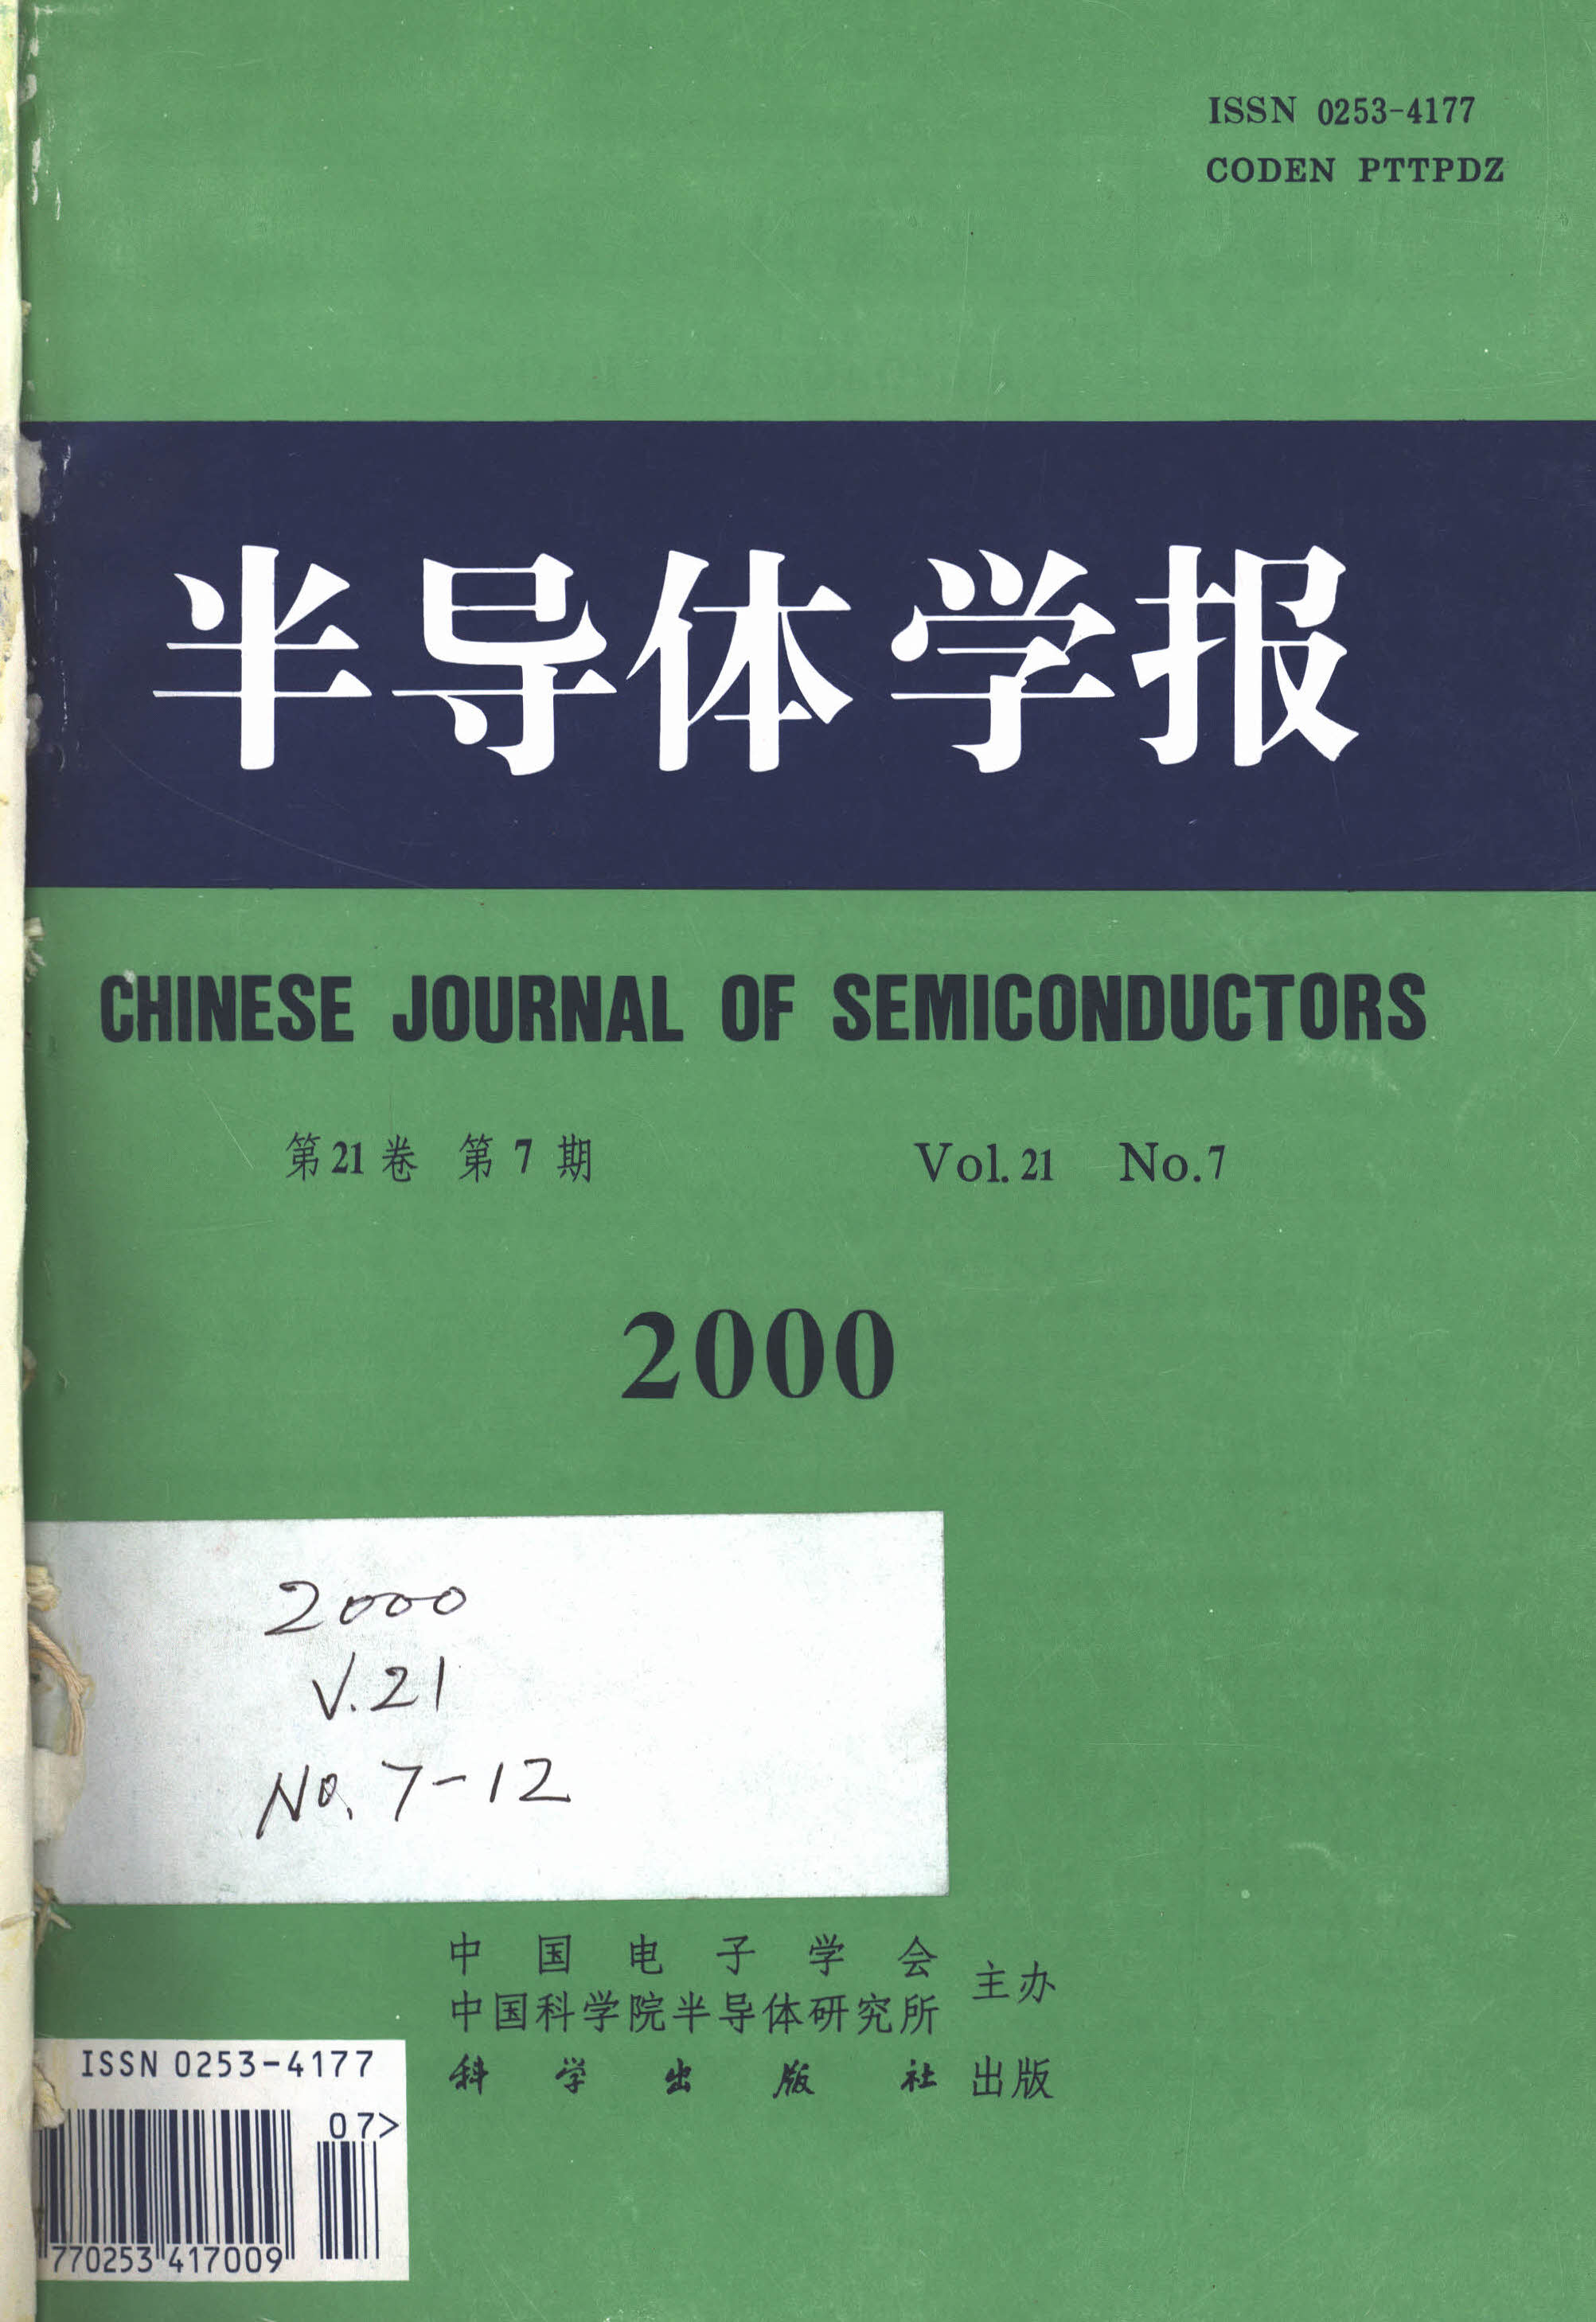 ISSN 0253-4177
CODEN PTTPDZ
半导体学报
CHINESE JOURNAL OF SEMICONDUCTORS
第21卷 第7期 Vol.21 No.7
2000
2000
V.21
No.7-12
中国电子学会
中国科学院半导体研究所 主办
科学出版社 出版
ISSN 0253-4177
07>
770253 417009